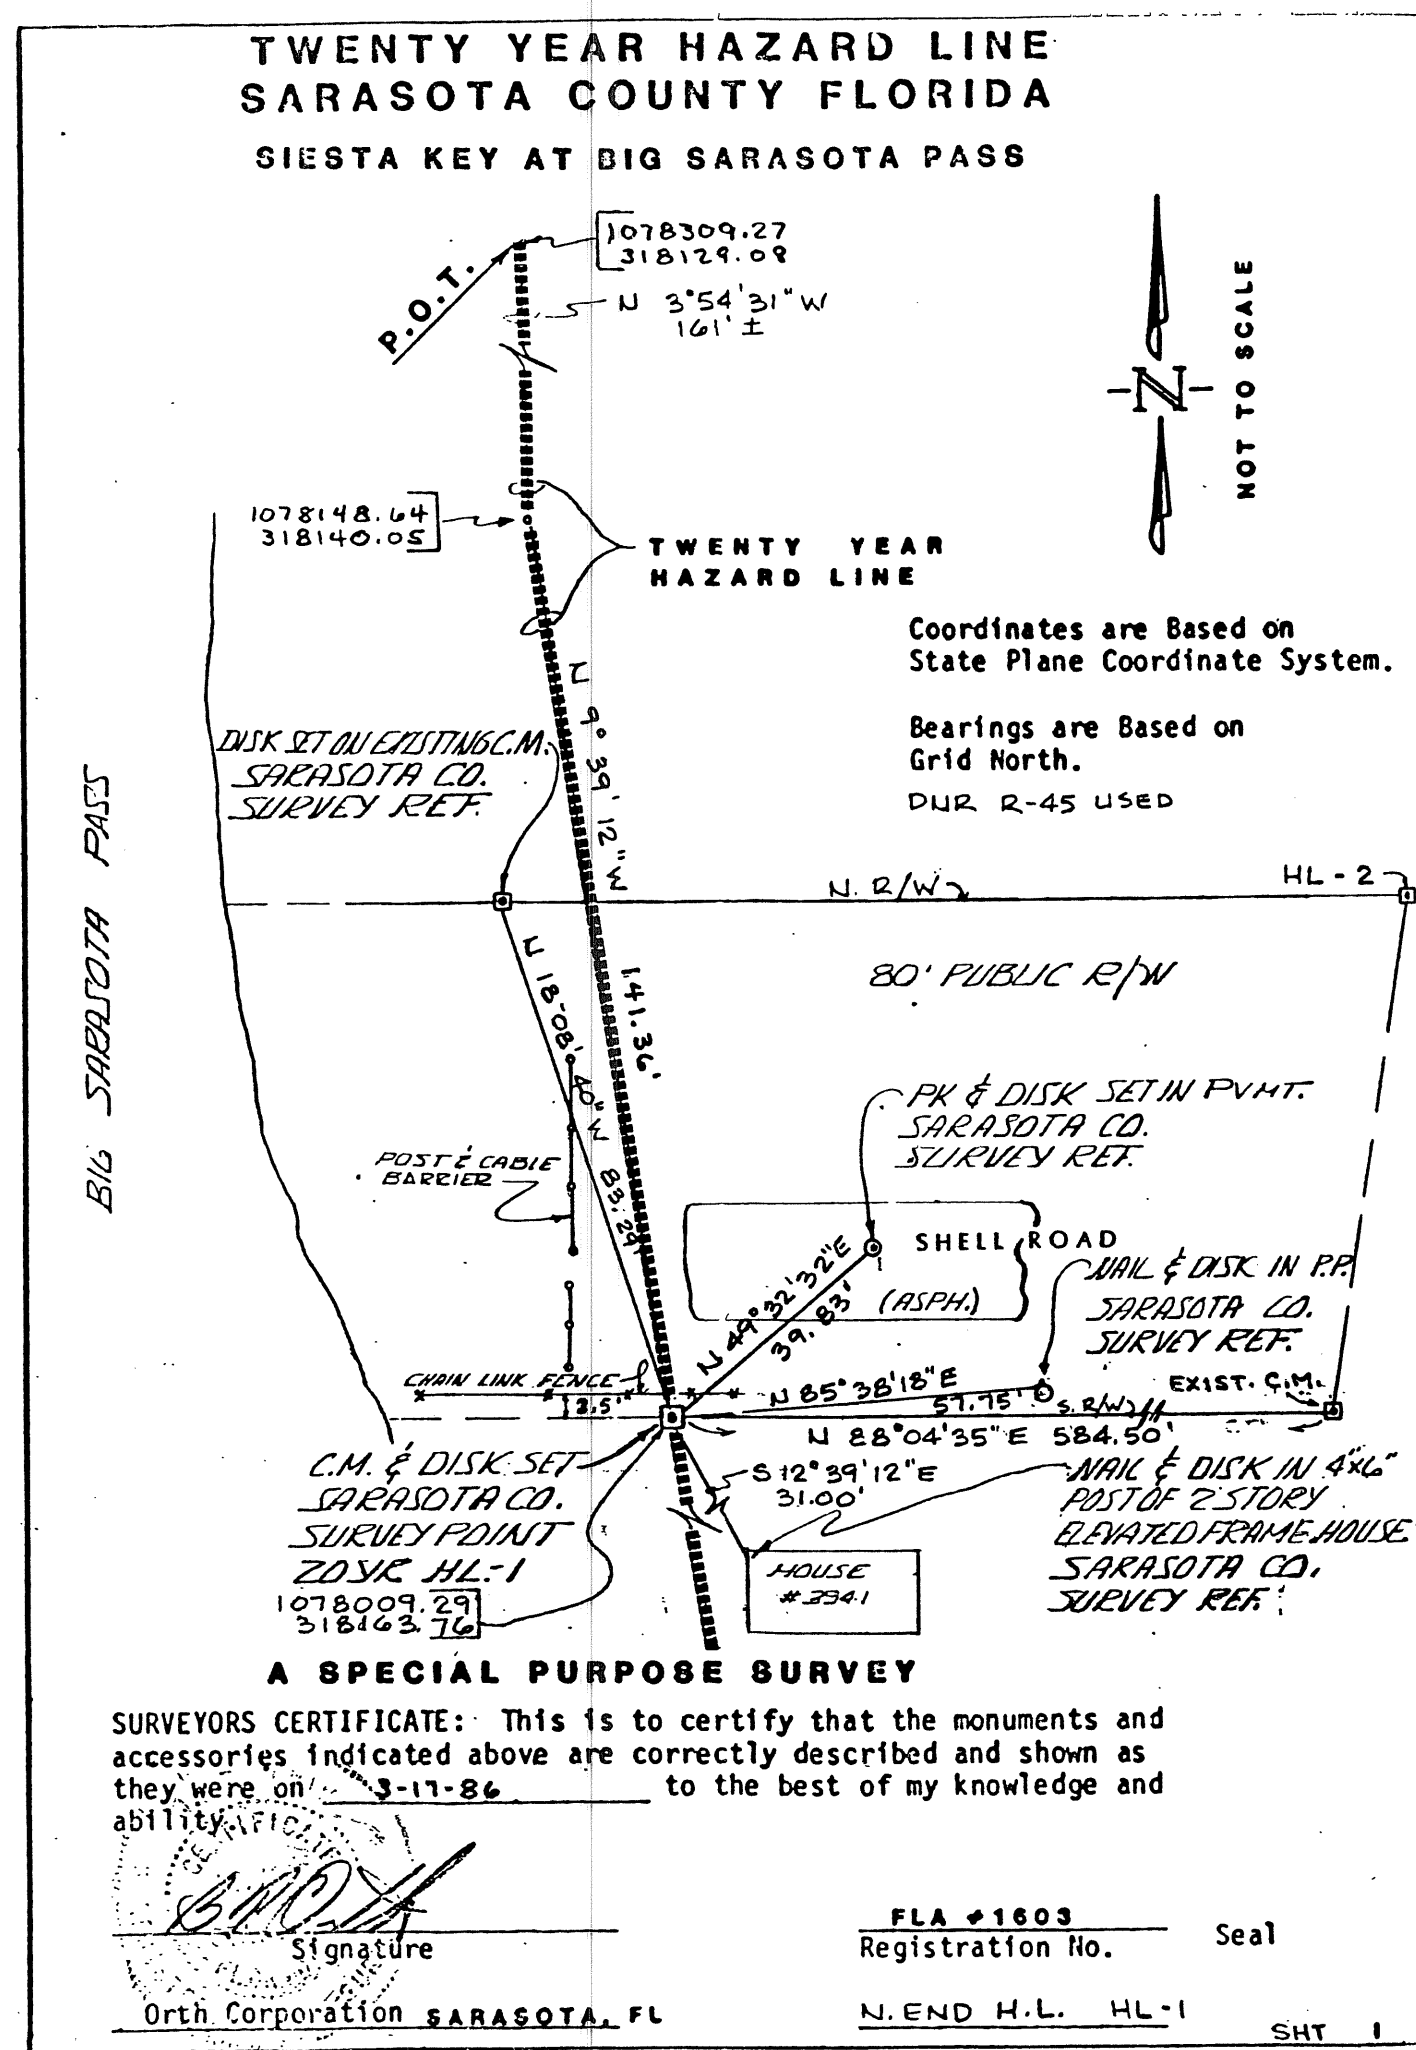 TWENTY YEAR HAZARD LINE
SARASOTA COUNTY FLORIDA
SIESTA KEY AT BIG SARASOTA PASS
1078309.27
318129.09
P.O.T.
N 3°54'31" W
161' ±
N
NOT TO SCALE
1078148.64
318140.05
TWENTY YEAR
HAZARD LINE
Coordinates are Based on
State Plane Coordinate System.
Bearings are Based on
Grid North.
DNR R-45 USED
N 9° 39' 12" W
141.36'
DISK SET ON EXISTING C.M.
SARASOTA CO.
SURVEY REF.
BIG SARASOTA PASS
N. R/W
HL-2
80' PUBLIC R/W
N 18°08' 40" W 83.29'
PK & DISK SET IN PVMT.
SARASOTA CO.
SURVEY REF.
POST & CABLE
BARRIER
SHELL ROAD
(ASPH.)
N 49°32'32"E
39.83'
NAIL & DISK IN P.P.
SARASOTA CO.
SURVEY REF.
CHAIN LINK FENCE
2.5'
N 85°38'18" E
57.75'
S. R/W
EXIST. C.M.
N 88°04'35" E 584.50'
C.M. & DISK SET
SARASOTA CO.
SURVEY POINT
20 YR HL-1
1078009.29
318163.76
S 12°39'12"E
31.00'
NAIL & DISK IN 4"x6"
POST OF 2 STORY
ELEVATED FRAME HOUSE
SARASOTA CO.
SURVEY REF.
HOUSE
#3941
A SPECIAL PURPOSE SURVEY
SURVEYORS CERTIFICATE: This is to certify that the monuments and
accessories indicated above are correctly described and shown as
they were on 3-17-86 to the best of my knowledge and
ability.
CERTIFICATE
Signature
FLA #1603
Registration No.
Seal
Orth Corporation SARASOTA, FL
N. END H.L. HL-1
SHT 1